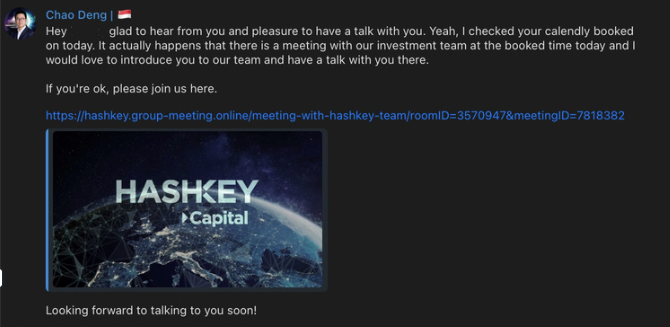 Chao Deng |
Hey glad to hear from you and pleasure to have a talk with you. Yeah, I checked your calendly booked
on today. It actually happens that there is a meeting with our investment team at the booked time today and I
would love to introduce you to our team and have a talk with you there.
If you're ok, please join us here.
https://hashkey.group-meeting.online/meeting-with-hashkey-team/roomID=3570947&meetingID=7818382
HASHKEY
Capital
Looking forward to talking to you soon!